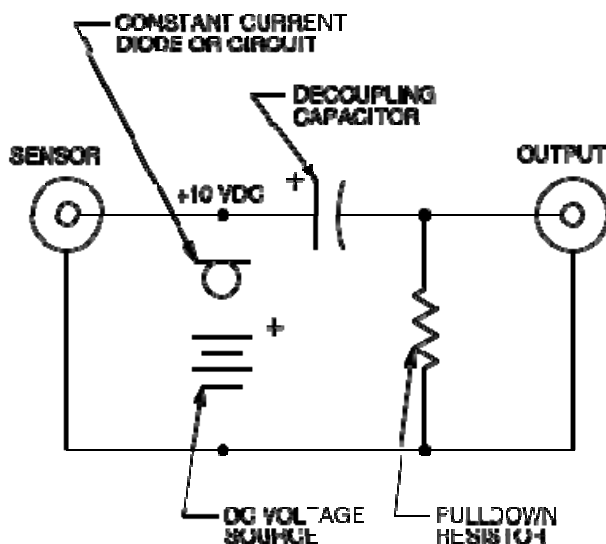 CONSTANT CURRENT
DIODE OR CIRCUIT
DECOUPLING
CAPACITOR
SENSOR
OUTPUT
+10 VDC
+
+
DC VOLTAGE
SOURCE
PULLDOWN
RESISTOR